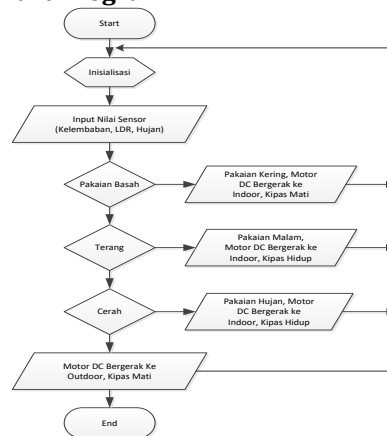 Start
Inisialisasi
Input Nilai Sensor
(Kelembaban, LDR, Hujan)
Pakaian Basah
Pakaian Kering, Motor
DC Bergerak ke
Indoor, Kipas Mati
Terang
Pakaian Malam,
Motor DC Bergerak ke
Indoor, Kipas Hidup
Cerah
Pakaian Hujan, Motor
DC Bergerak ke
Indoor, Kipas Hidup
Motor DC Bergerak Ke
Outdoor, Kipas Mati
End